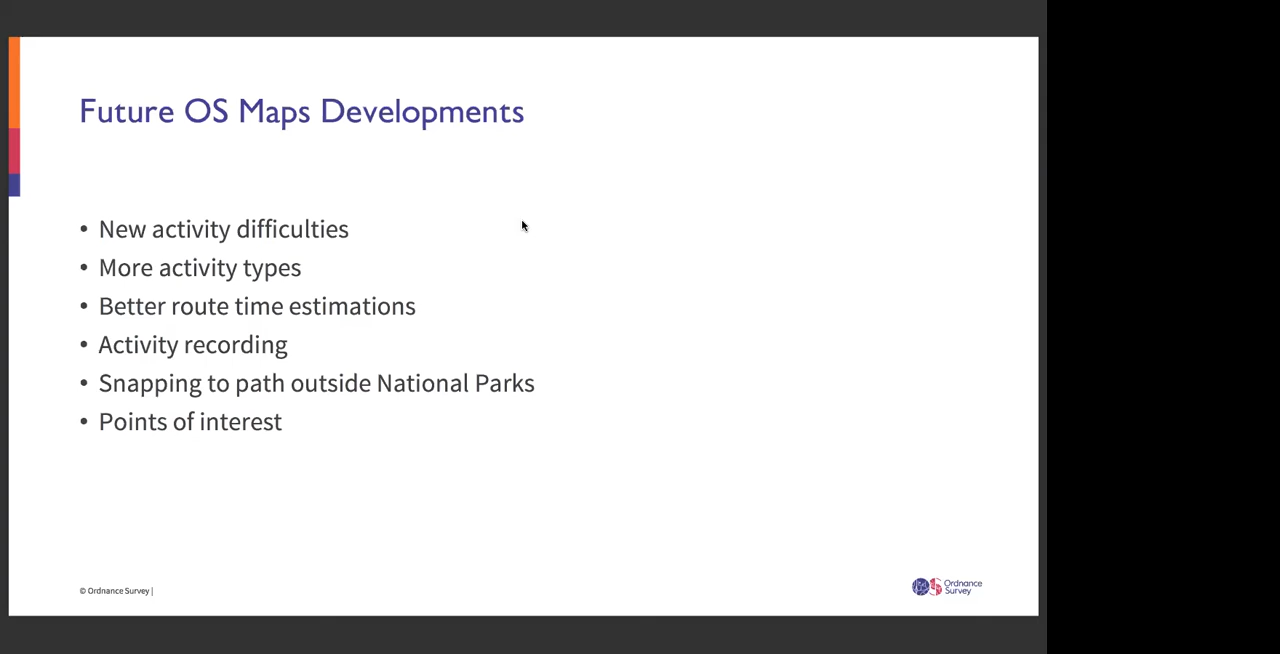 Future OS Maps Developments
• New activity difficulties
• More activity types
• Better route time estimations
• Activity recording
• Snapping to path outside National Parks
• Points of interest
© Ordnance Survey |
Ordnance
Survey